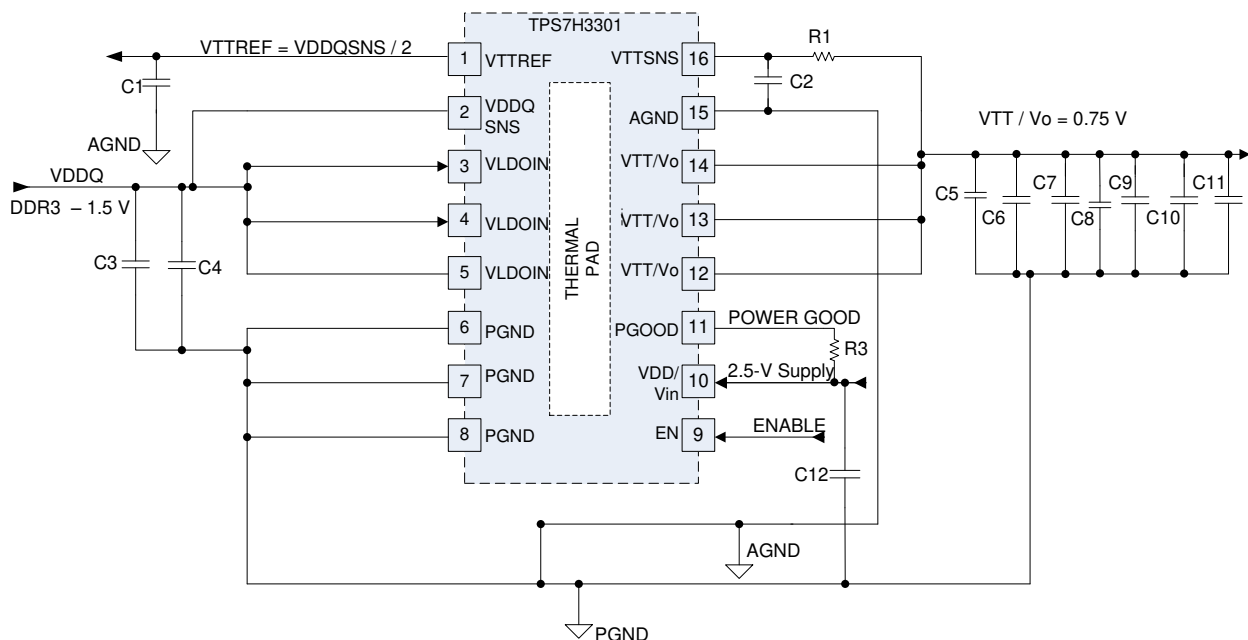 TPS7H3301
VTTREF = VDDQSNS / 2
1
VTTREF
VTTSNS
16
R1
C1
C2
2
VDDQ
SNS
AGND
15
AGND
VTT / Vo = 0.75 V
3
VLDOIN
VTT/Vo
14
VDDQ
DDR3 – 1.5 V
4
VLDOIN
VTT/Vo
13
C5
C6
C7
C8
C9
C10
C11
C3
C4
5
VLDOIN
VTT/Vo
12
THERMAL
PAD
6
PGND
PGOOD
11
POWER GOOD
R3
7
PGND
VDD/
Vin
10
2.5-V Supply
8
PGND
EN
9
ENABLE
C12
AGND
PGND